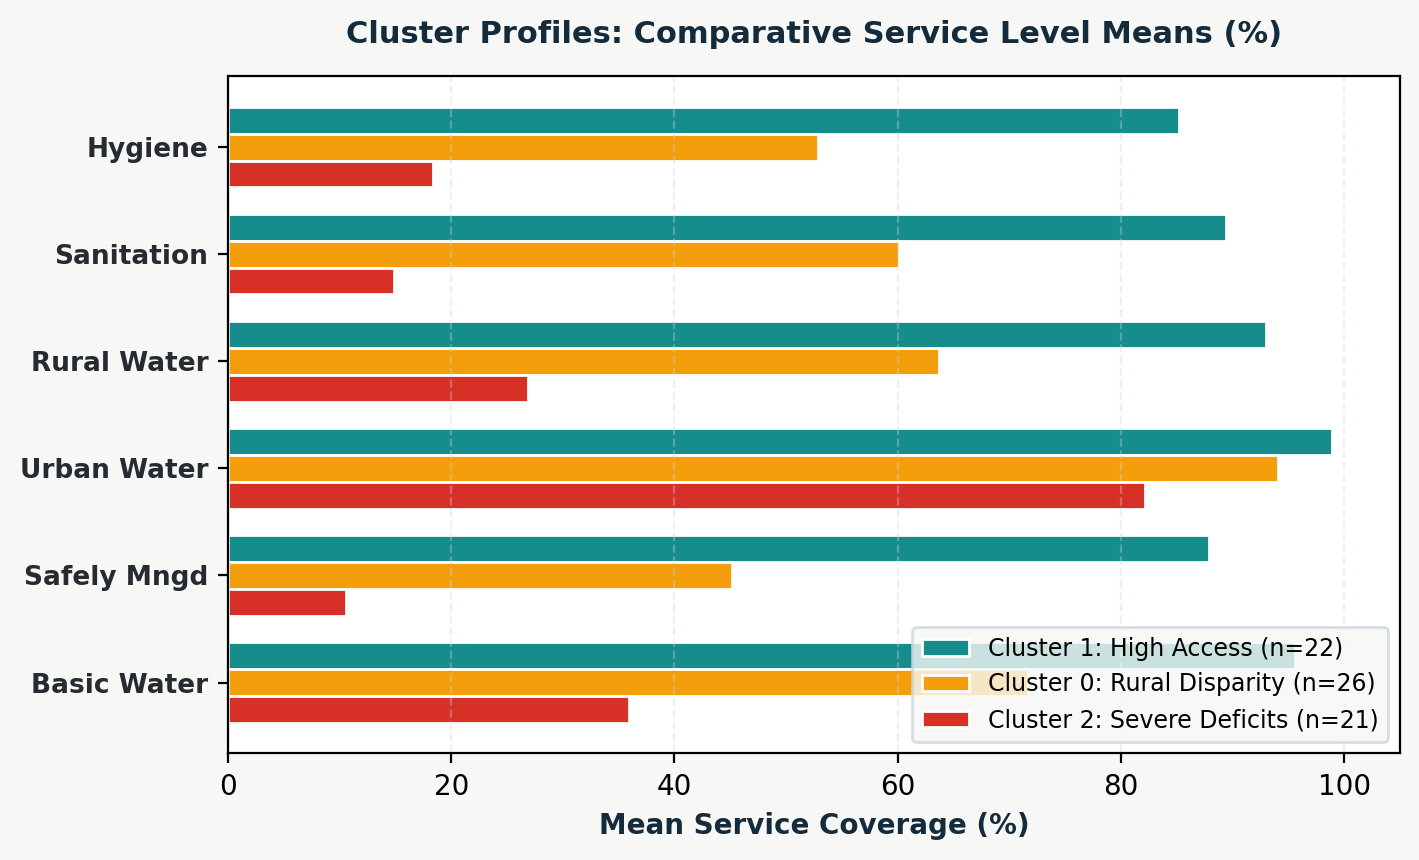 Cluster Profiles: Comparative Service Level Means (%)
Hygiene
Sanitation
Rural Water
Urban Water
Safely Mngd
Basic Water
Cluster 1: High Access (n=22)
Cluster 0: Rural Disparity (n=26)
Cluster 2: Severe Deficits (n=21)
0 20 40 60 80 100
Mean Service Coverage (%)